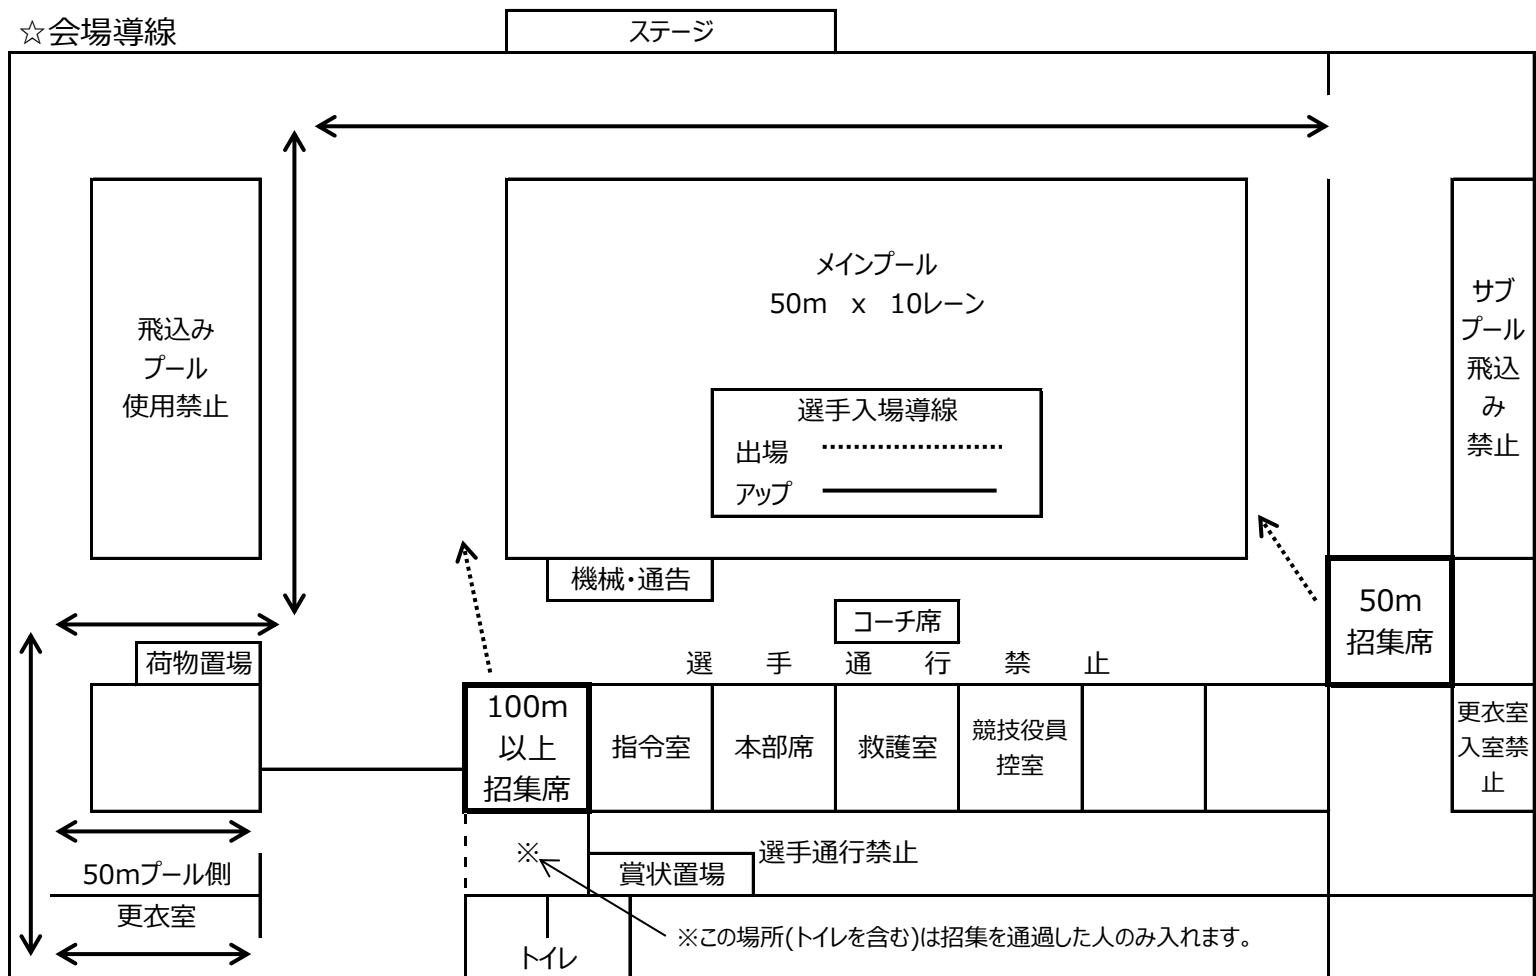 ☆会場導線
ステージ
メインプール
50m x 10レーン
飛込み
プール
使用禁止
サブ
プール
飛込
み
禁止
選手入場導線
出場
アップ
機械・通告
コーチ席
50m
招集席
荷物置場
選手通行禁止
100m
以上
招集席
指令室
本部席
救護室
競技役員
控室
更衣室
入室禁
止
※
選手通行禁止
賞状置場
50mプール側
更衣室
※この場所(トイレを含む)は招集を通過した人のみ入れます。
トイレ